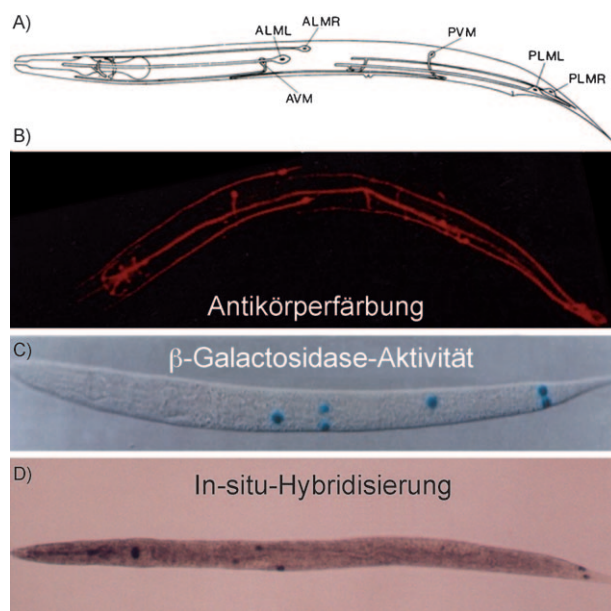 A)
ALML
ALMR
PVM
PLML
PLMR
AVM
B)
Antikörperfärbung
C)
β-Galactosidase-Aktivität
D)
In-situ-Hybridisierung